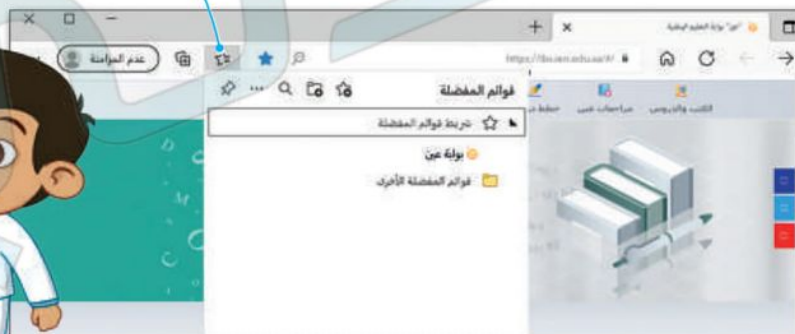 "عين" بوابة التعليم الوطنية
https://ibs.ien.edu.sa/#/
عدم المزامنة
قوائم المفضلة
شريط قوائم المفضلة
بوابة عين
قوائم المفضلة الأخرى
الكتب والدروس
مراجعات عين